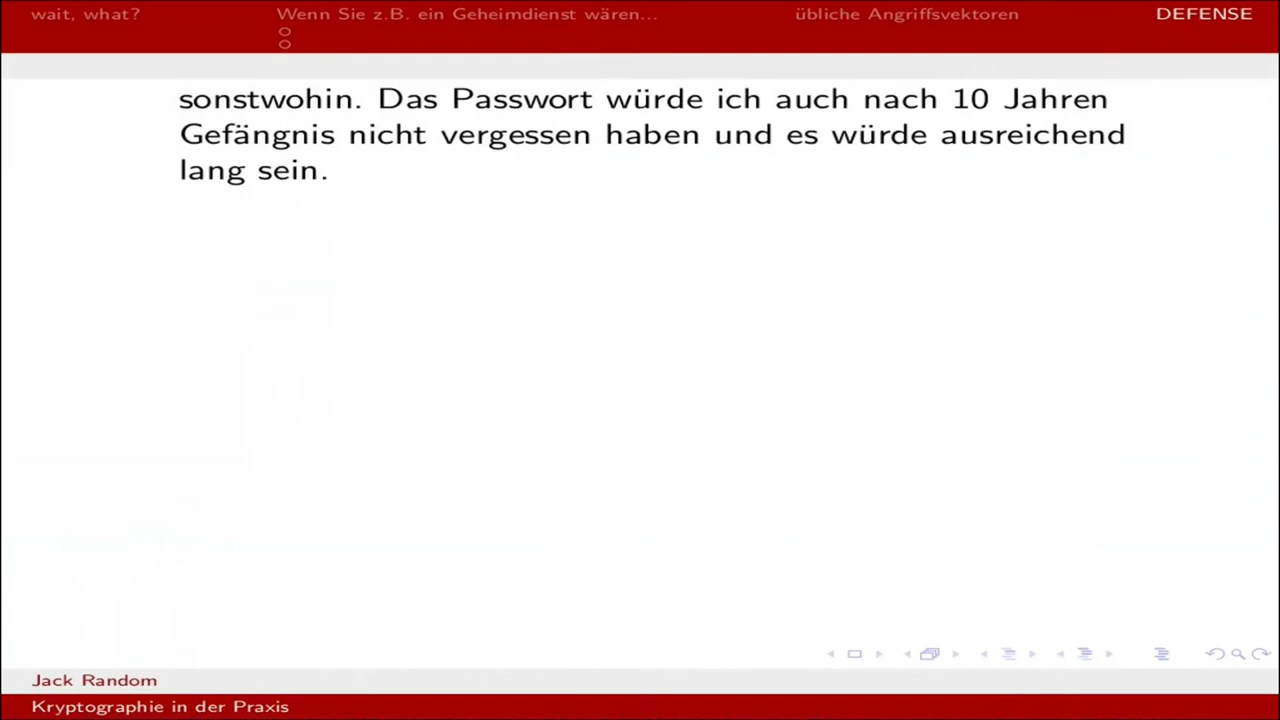 wait, what?
Wenn Sie z.B. ein Geheimdienst wären...
übliche Angriffsvektoren
DEFENSE
sonstwohin. Das Passwort würde ich auch nach 10 Jahren
Gefängnis nicht vergessen haben und es würde ausreichend
lang sein.
Jack Random
Kryptographie in der Praxis